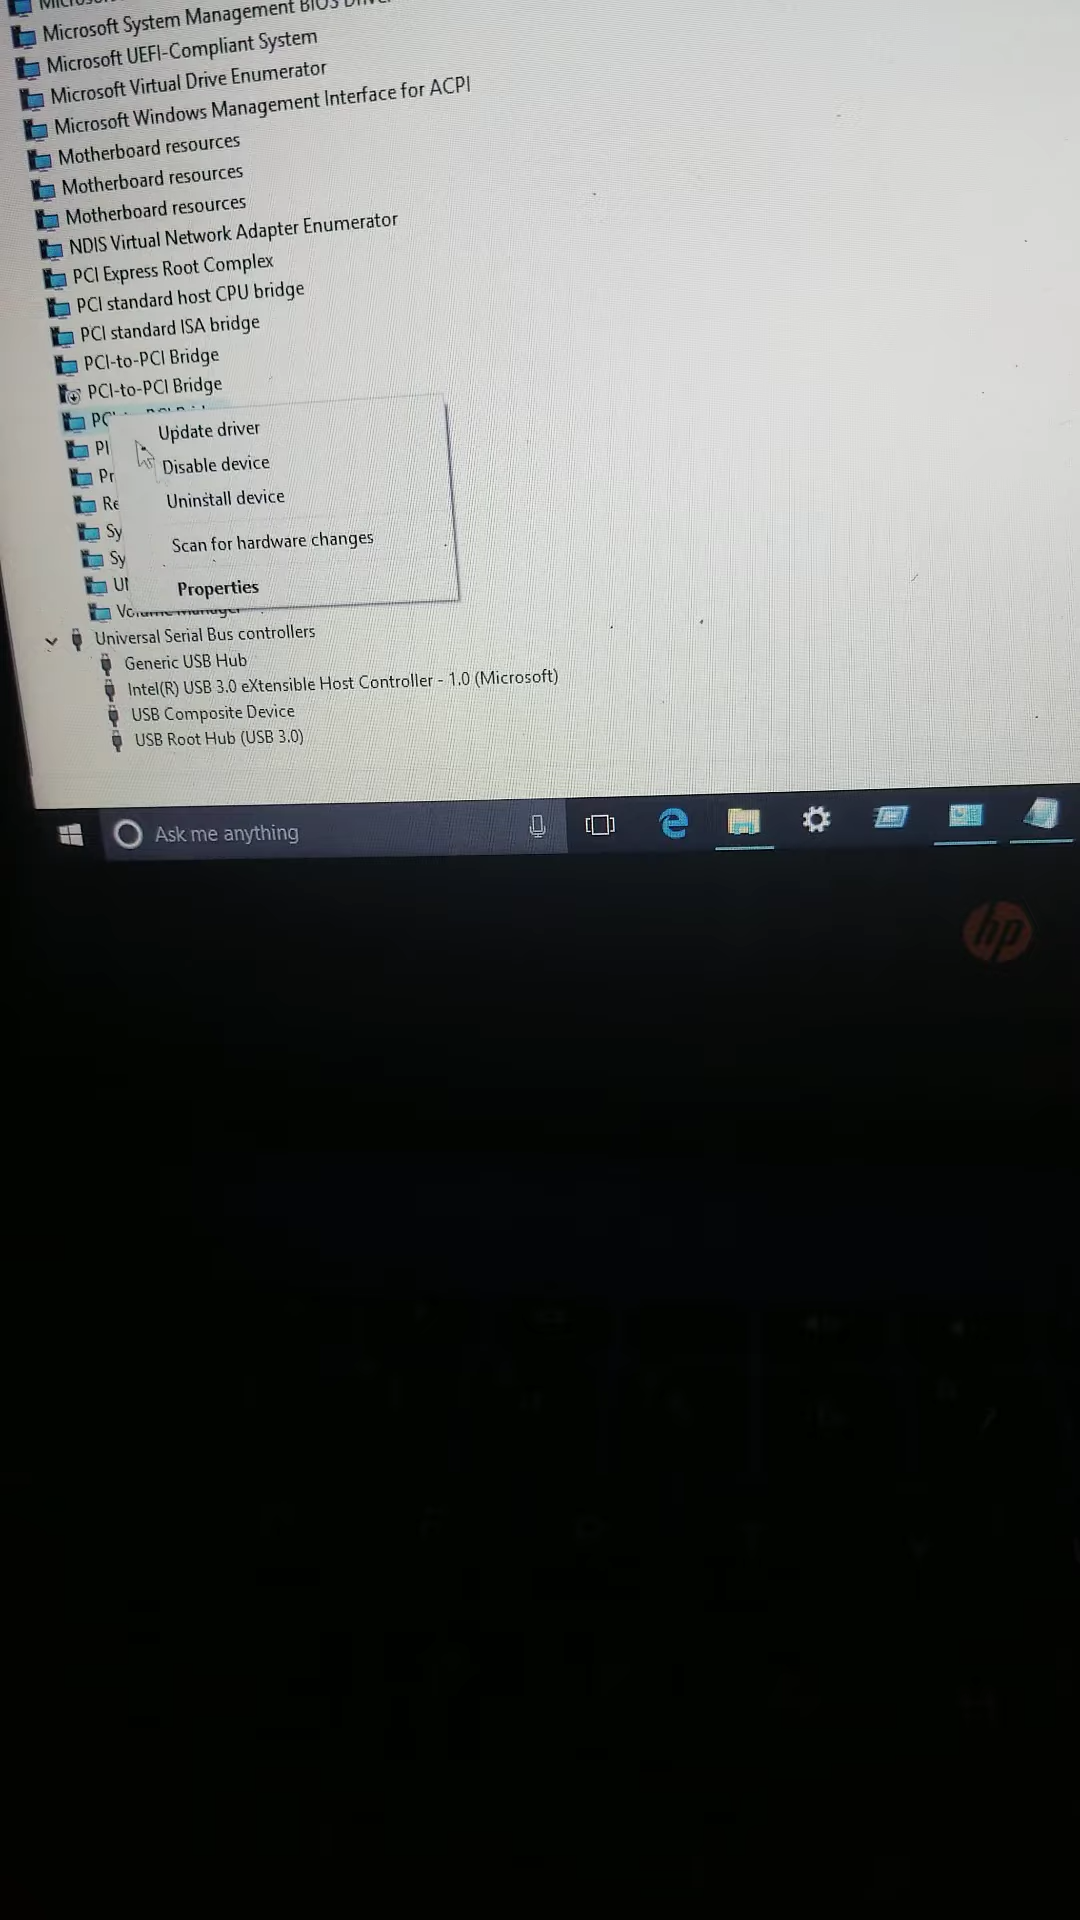 Microsoft System Management BIOS
Microsoft UEFI-Compliant System
Microsoft Virtual Drive Enumerator
Microsoft Windows Management Interface for ACPI
Motherboard resources
Motherboard resources
Motherboard resources
NDIS Virtual Network Adapter Enumerator
PCI Express Root Complex
PCI standard host CPU bridge
PCI standard ISA bridge
PCI-to-PCI Bridge
PCI-to-PCI Bridge
Update driver
Disable device
Uninstall device
Scan for hardware changes
Properties
Universal Serial Bus controllers
Generic USB Hub
Intel(R) USB 3.0 eXtensible Host Controller - 1.0 (Microsoft)
USB Composite Device
USB Root Hub (USB 3.0)
Ask me anything
hp